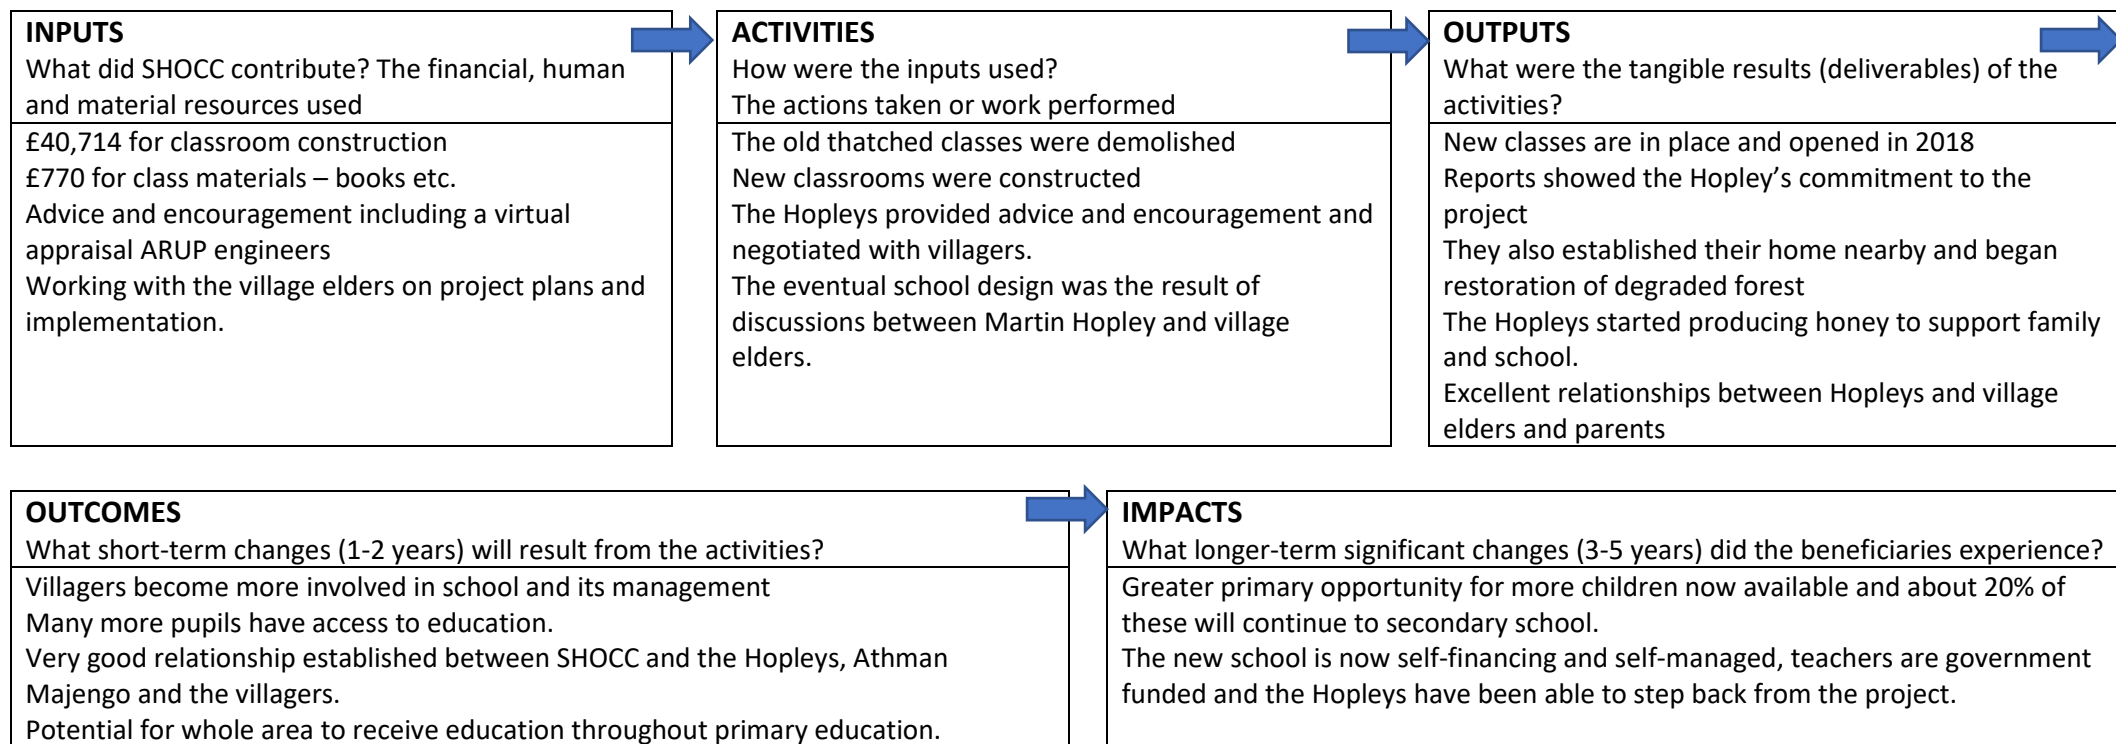 INPUTS
What did SHOCC contribute? The financial, human
and material resources used
£40,714 for classroom construction
£770 for class materials – books etc.
Advice and encouragement including a virtual
appraisal ARUP engineers
Working with the village elders on project plans and
implementation.
ACTIVITIES
How were the inputs used?
The actions taken or work performed
The old thatched classes were demolished
New classrooms were constructed
The Hopleys provided advice and encouragement and
negotiated with villagers.
The eventual school design was the result of
discussions between Martin Hopley and village
elders.
OUTPUTS
What were the tangible results (deliverables) of the
activities?
New classes are in place and opened in 2018
Reports showed the Hopley’s commitment to the
project
They also established their home nearby and began
restoration of degraded forest
The Hopleys started producing honey to support family
and school.
Excellent relationships between Hopleys and village
elders and parents
OUTCOMES
What short-term changes (1-2 years) will result from the activities?
Villagers become more involved in school and its management
Many more pupils have access to education.
Very good relationship established between SHOCC and the Hopleys, Athman
Majengo and the villagers.
Potential for whole area to receive education throughout primary education.
IMPACTS
What longer-term significant changes (3-5 years) did the beneficiaries experience?
Greater primary opportunity for more children now available and about 20% of
these will continue to secondary school.
The new school is now self-financing and self-managed, teachers are government
funded and the Hopleys have been able to step back from the project.